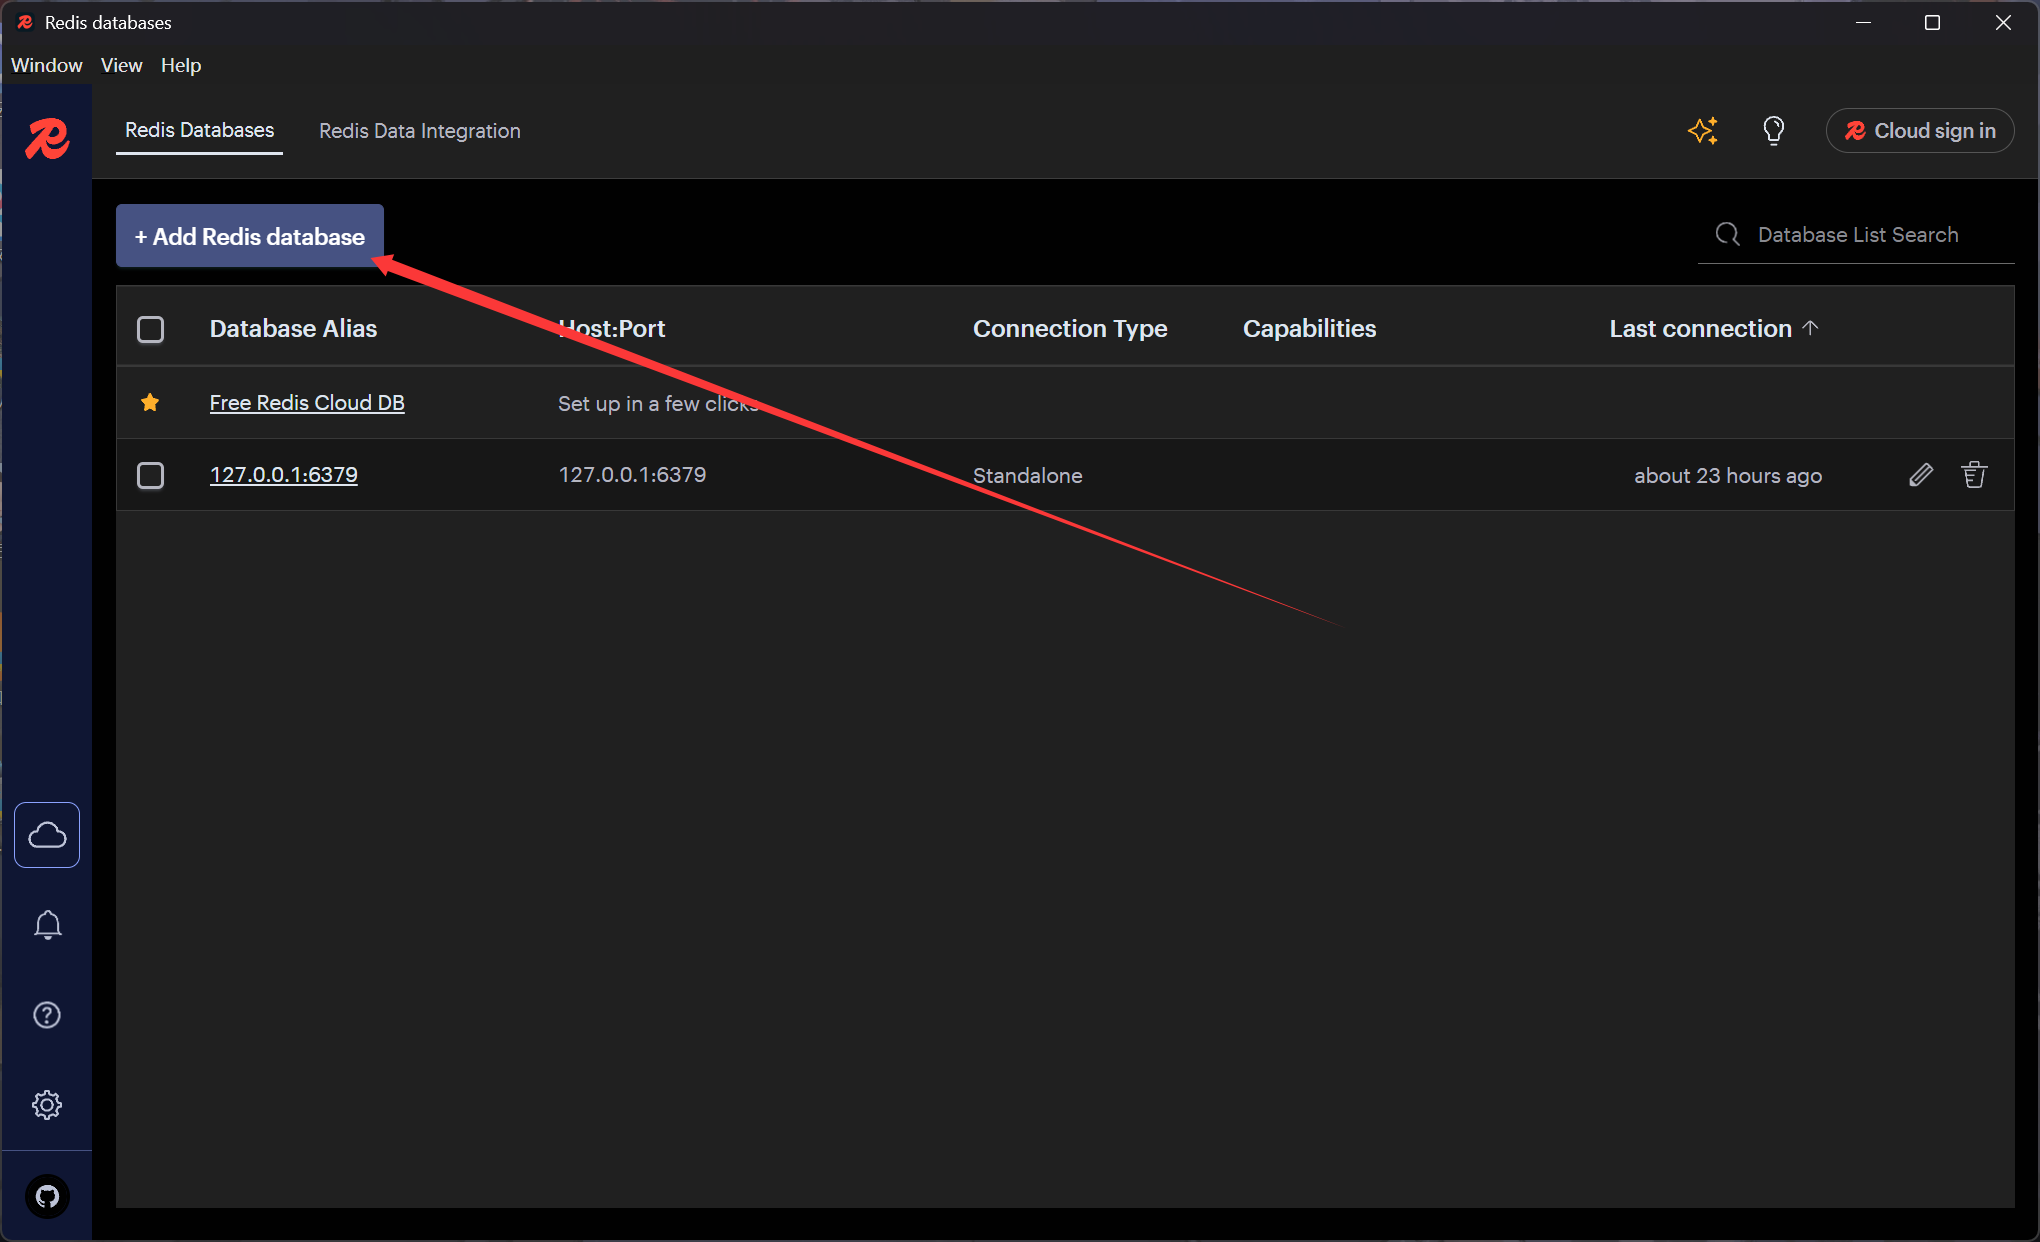 Redis databases
Window View Help
Redis Databases Redis Data Integration Cloud sign in
+ Add Redis database Database List Search
Database Alias Host:Port Connection Type Capabilities Last connection ↑
Free Redis Cloud DB Set up in a few clicks
127.0.0.1:6379 127.0.0.1:6379 Standalone about 23 hours ago